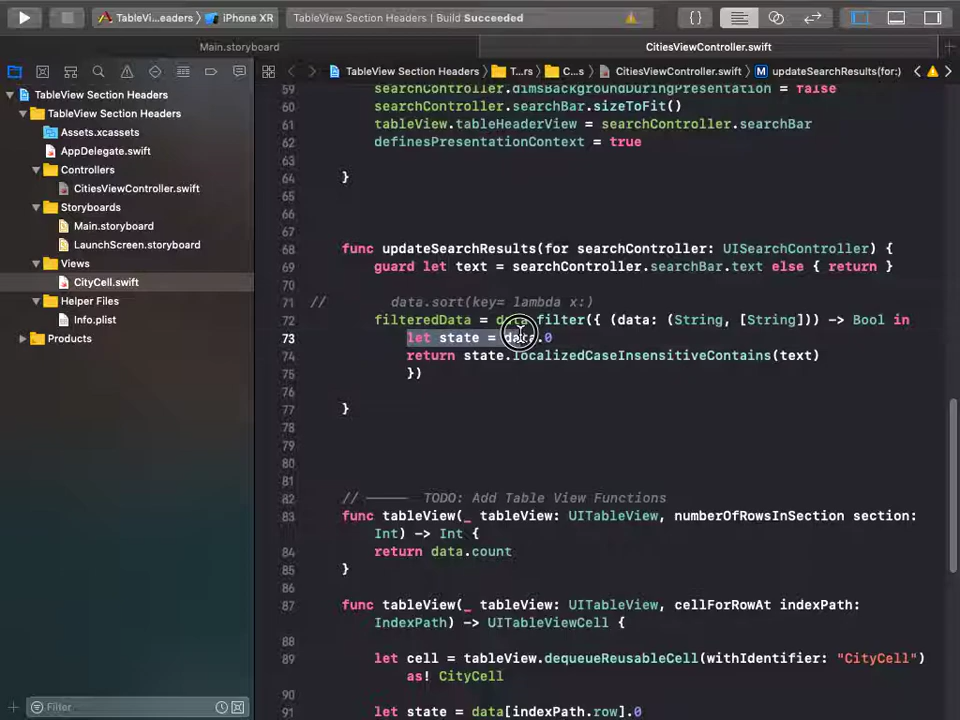 TableVi...eaders
iPhone XR
TableView Section Headers | Build Succeeded
Main.storyboard
CitiesViewController.swift
TableView Section Headers
T...rs
C...s
CitiesViewController.swift
updateSearchResults(for:)
TableView Section Headers
TableView Section Headers
Assets.xcassets
AppDelegate.swift
Controllers
CitiesViewController.swift
Storyboards
Main.storyboard
LaunchScreen.storyboard
Views
CityCell.swift
Helper Files
Info.plist
Products
Filter
59 searchController.dimsBackgroundDuringPresentation = false
60 searchController.searchBar.sizeToFit()
61 tableView.tableHeaderView = searchController.searchBar
62 definesPresentationContext = true
63
64 }
65
66
67
68 func updateSearchResults(for searchController: UISearchController) {
69 guard let text = searchController.searchBar.text else { return }
70
71 // data.sort(key= lambda x:)
72 filteredData = data.filter({ (data: (String, [String])) -> Bool in
73 let state = data.0
74 return state.localizedCaseInsensitiveContains(text)
75 })
76
77 }
78
79
80
81
82 // ——— TODO: Add Table View Functions
83 func tableView(_ tableView: UITableView, numberOfRowsInSection section:
Int) -> Int {
84 return data.count
85 }
86
87 func tableView(_ tableView: UITableView, cellForRowAt indexPath:
IndexPath) -> UITableViewCell {
88
89 let cell = tableView.dequeueReusableCell(withIdentifier: "CityCell")
as! CityCell
90
91 let state = data[indexPath.row].0